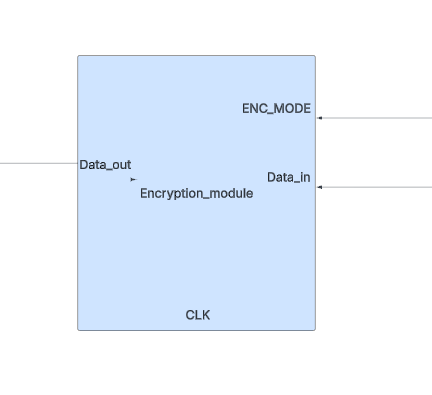 ENC_MODE
Data_out
Data_in
Encryption_module
CLK